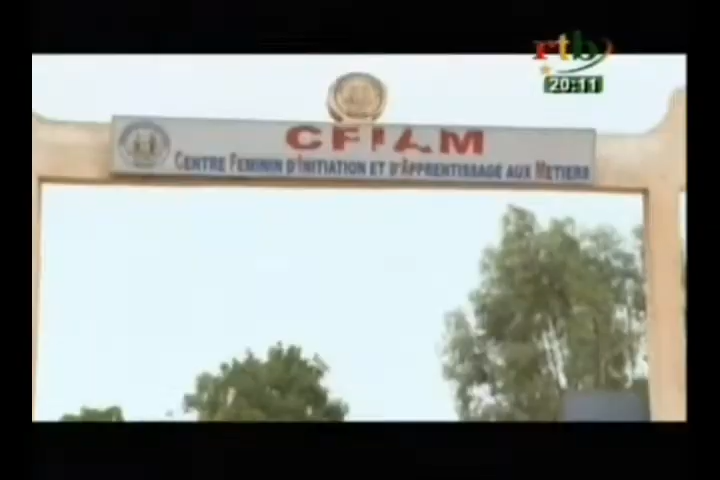 rtb
20:11
CFIAM
CENTRE FEMININ D'INITIATION ET D'APPRENTISSAGE AUX METIERS